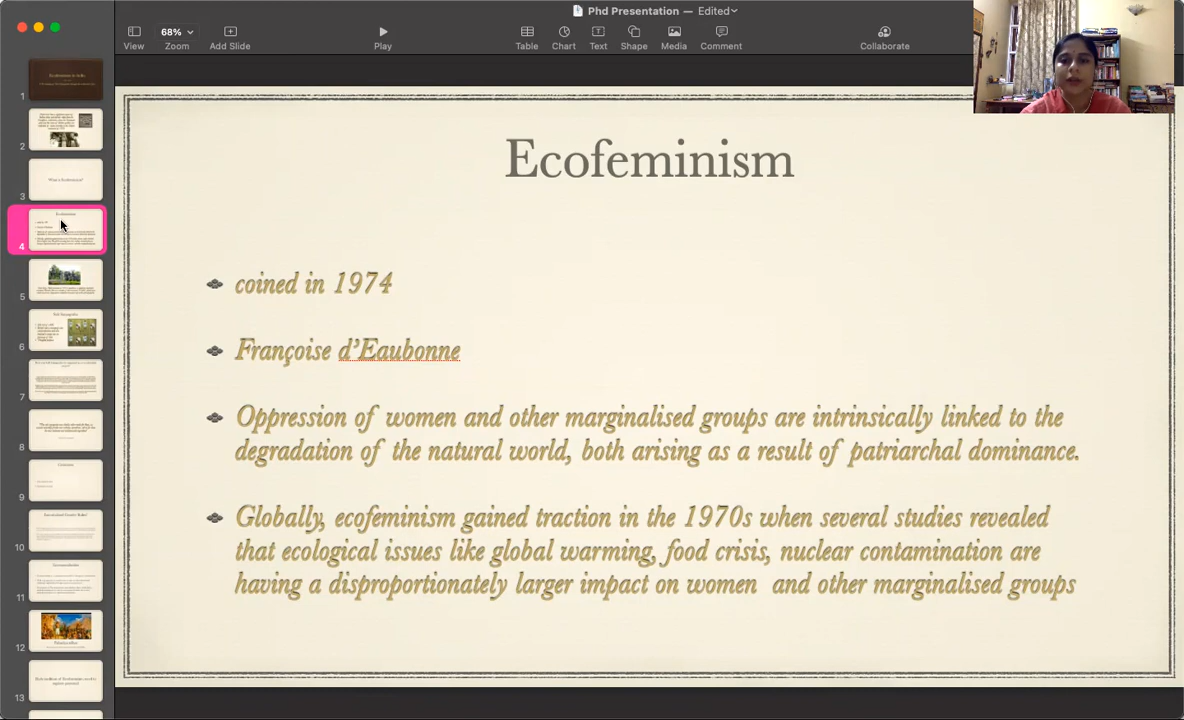 Phd Presentation — Edited
68%
View
Zoom
Add Slide
Play
Table
Chart
Text
Shape
Media
Comment
Collaborate
1
2
3
What is Ecofeminism?
4
Ecofeminism
5
6
7
8
9
10
11
12
13
Ecofeminism
coined in 1974
Françoise d’Eaubonne
Oppression of women and other marginalised groups are intrinsically linked to the
degradation of the natural world, both arising as a result of patriarchal dominance.
Globally, ecofeminism gained traction in the 1970s when several studies revealed
that ecological issues like global warming, food crisis, nuclear contamination are
having a disproportionately larger impact on women and other marginalised groups